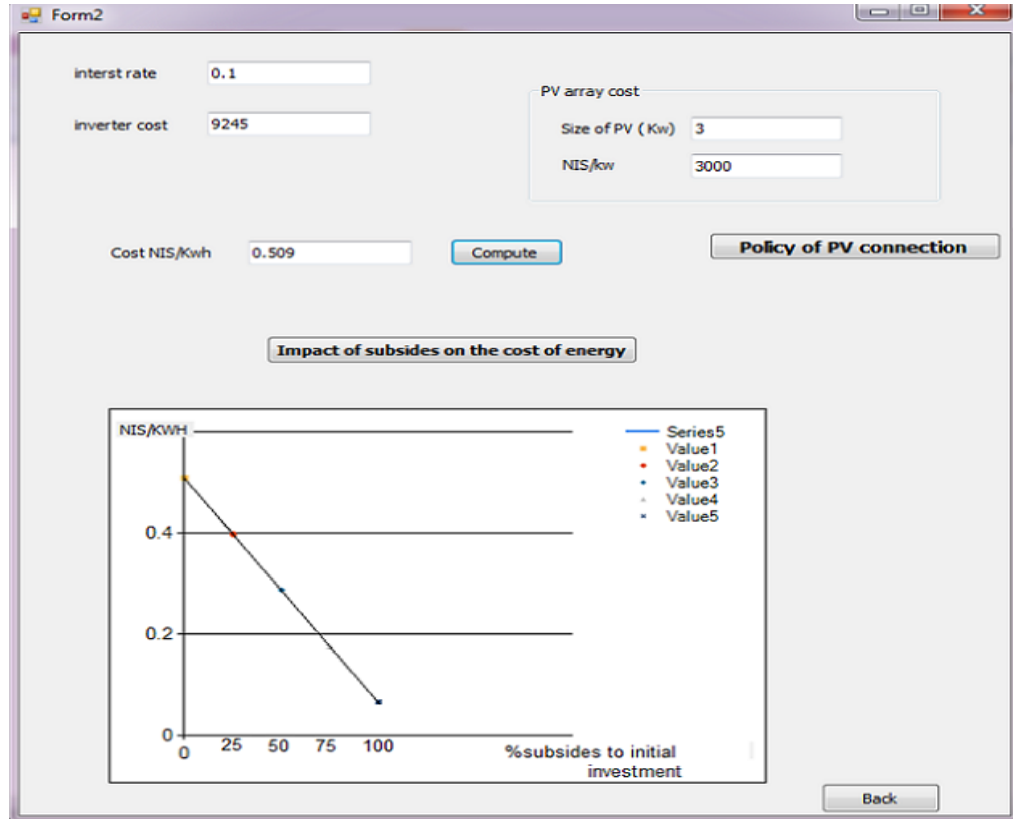 Form2
interst rate 0.1
inverter cost 9245
PV array cost
Size of PV ( Kw) 3
NIS/kw 3000
Cost NIS/Kwh 0.509 Compute
Policy of PV connection
Impact of subsides on the cost of energy
NIS/KWH
Series5
Value1
Value2
Value3
Value4
Value5
0.4
0.2
0
0 25 50 75 100
%subsides to initial
investment
Back